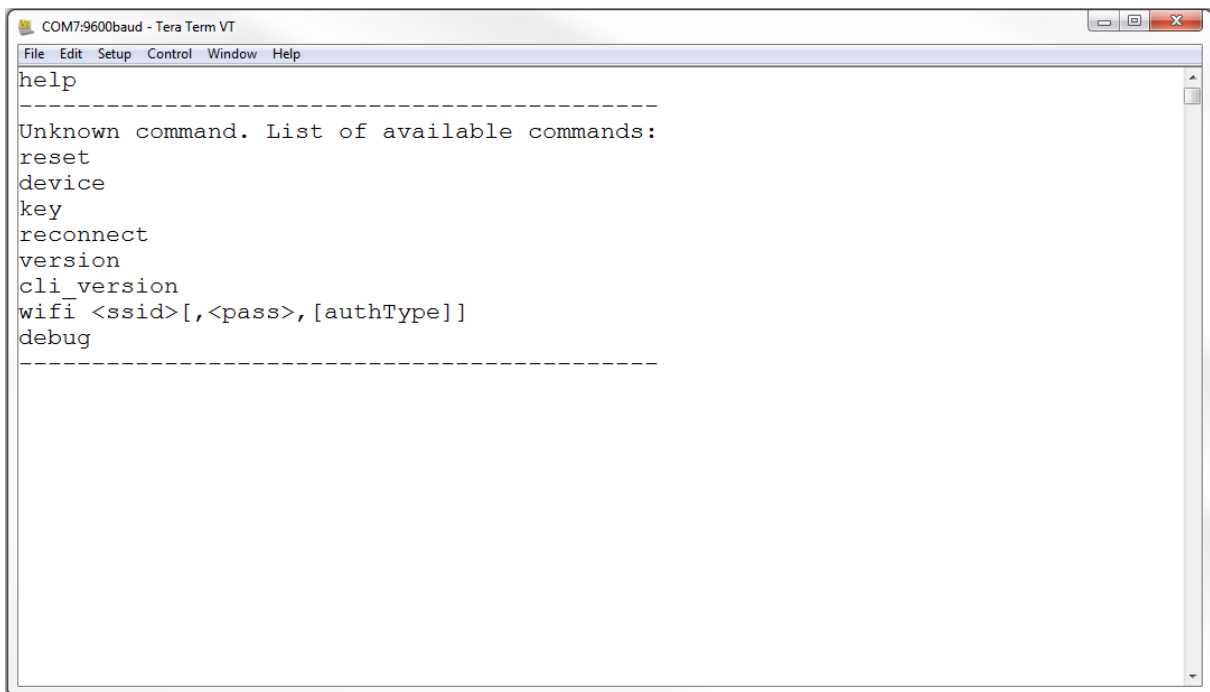 COM7:9600baud - Tera Term VT
File Edit Setup Control Window Help
help
--------------------------------------------
Unknown command. List of available commands:
reset
device
key
reconnect
version
cli_version
wifi <ssid>[,<pass>,[authType]]
debug
--------------------------------------------